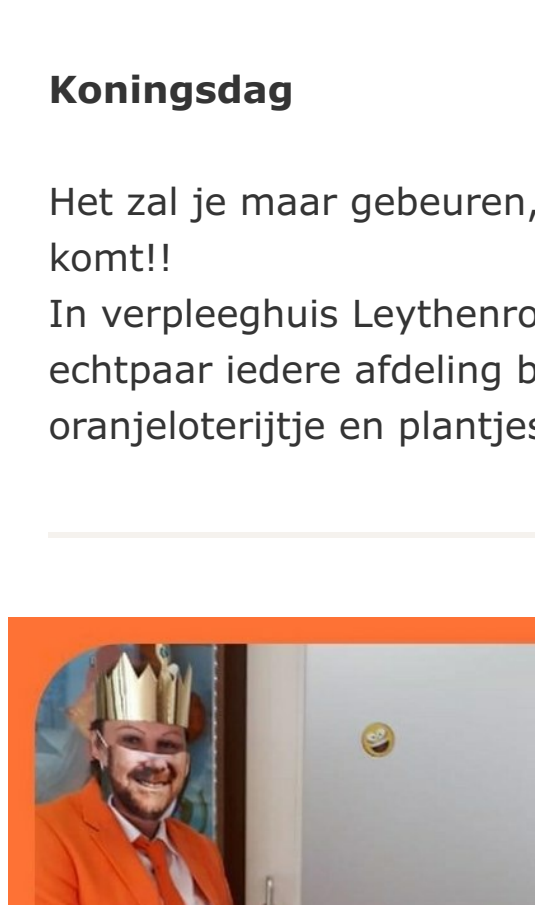 Koningsdag
Het zal je maar gebeuren,
komt!!
In verpleeghuis Leythenro
echtpaar iedere afdeling b
oranjeloterijtje en plantjes